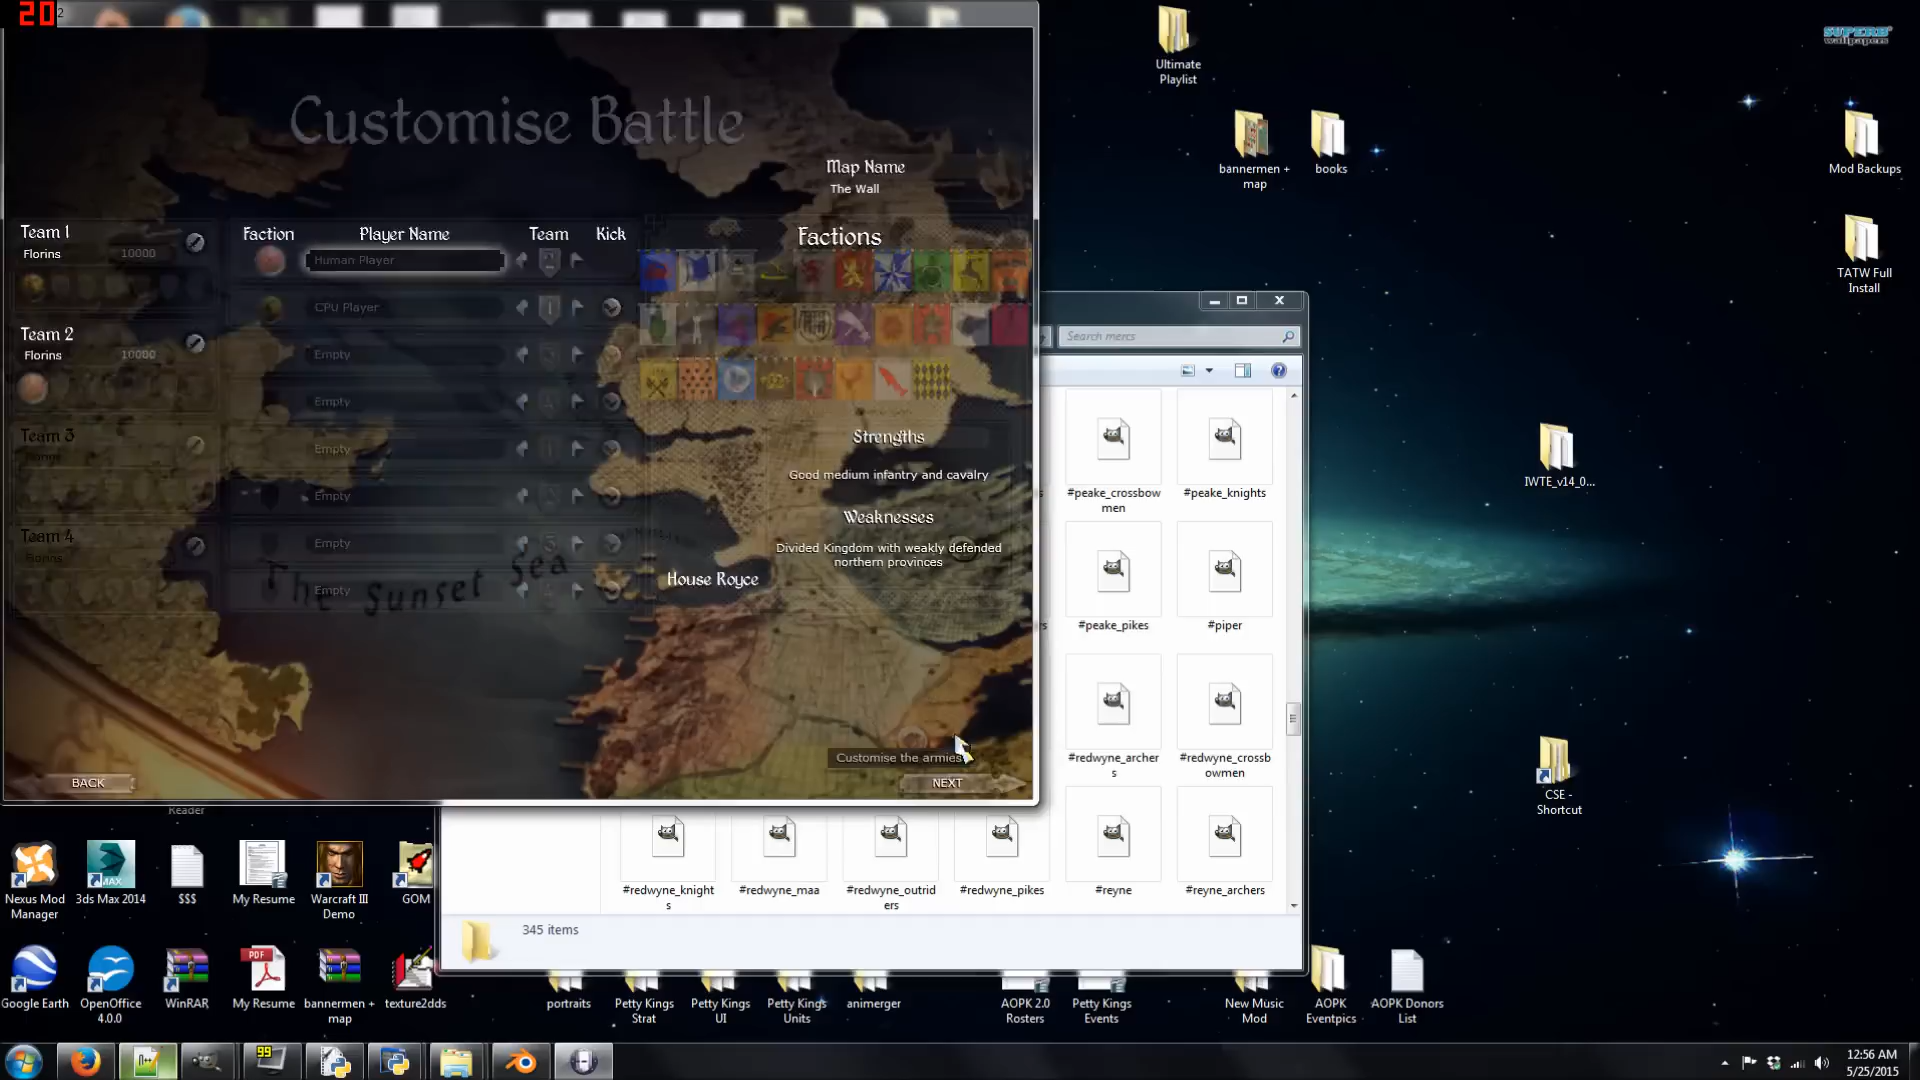 20
2
Customise Battle
Map Name
The Wall
Team 1
Florins
10000
Team 2
Florins
10000
Team 3
Florins
Team 4
Florins
Faction
Player Name
Team
Kick
Human Player
CPU Player
Empty
Empty
Empty
Empty
Empty
Empty
Factions
Strengths
Good medium infantry and cavalry
Weaknesses
Divided Kingdom with weakly defended
northern provinces
House Royce
The Sunset Sea
Customise the armies
BACK
NEXT
Search mercs
#peake_crossbow
men
#peake_knights
#peake_pikes
#piper
#redwyne_archer
s
#redwyne_crossb
owmen
#redwyne_knight
s
#redwyne_maa
#redwyne_outrid
ers
#redwyne_pikes
#reyne
#reyne_archers
345 items
Ultimate
Playlist
bannermen +
map
books
SUPERB
wallpapers
Mod Backups
TATW Full
Install
IWTE_v14_0...
CSE -
Shortcut
Reader
Nexus Mod
Manager
3ds Max 2014
$$$
My Resume
Warcraft III
Demo
GOM
Google Earth
OpenOffice
4.0.0
WinRAR
My Resume
bannermen +
map
texture2dds
portraits
Petty Kings
Strat
Petty Kings
UI
Petty Kings
Units
animerger
AOPK 2.0
Rosters
Petty Kings
Events
New Music
Mod
AOPK
Eventpics
AOPK Donors
List
99
12:56 AM
5/25/2015